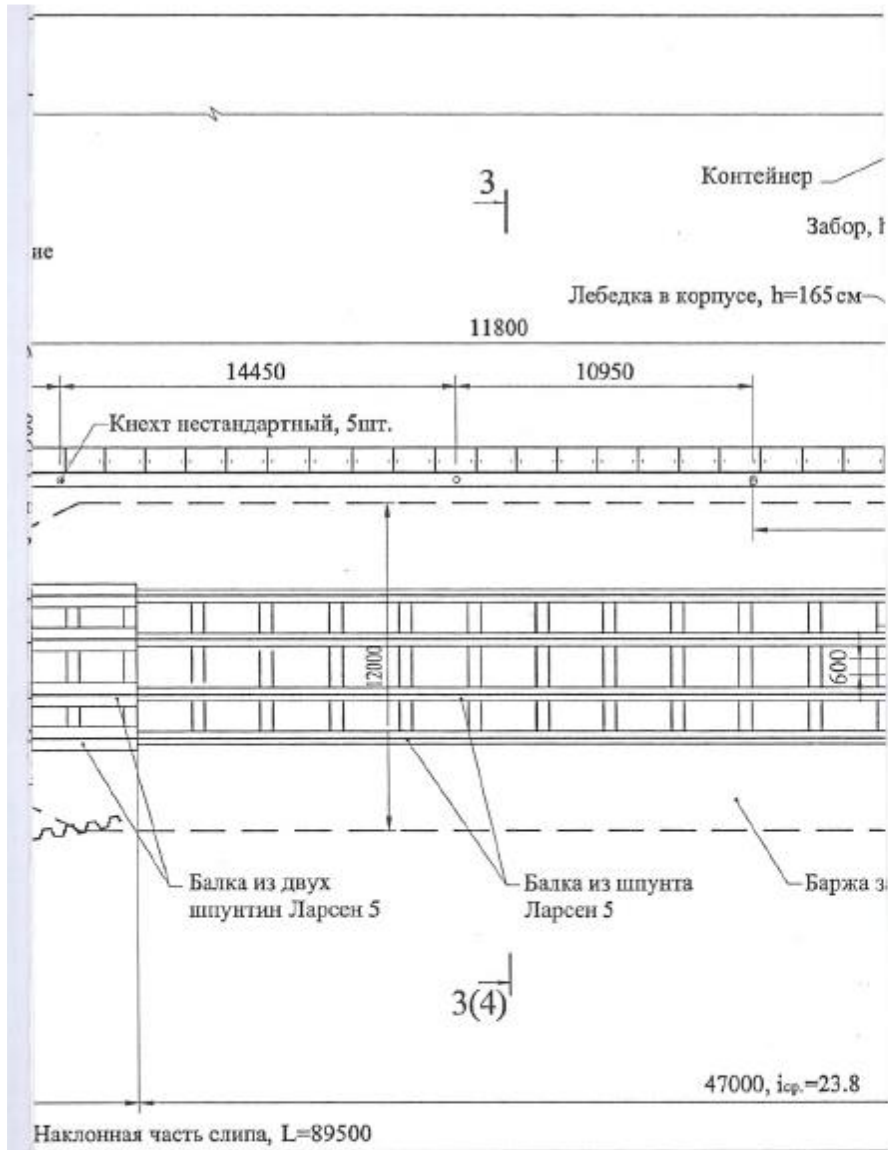 3
Контейнер
Забор, h
ие
Лебедка в корпусе, h=165 см
11800
14450
10950
Кнехт нестандартный, 5шт.
12000
600
Балка из двух
шпунтин Ларсен 5
Балка из шпунта
Ларсен 5
Баржа
3(4)
47000, iср.=23.8
Наклонная часть слипа, L=89500